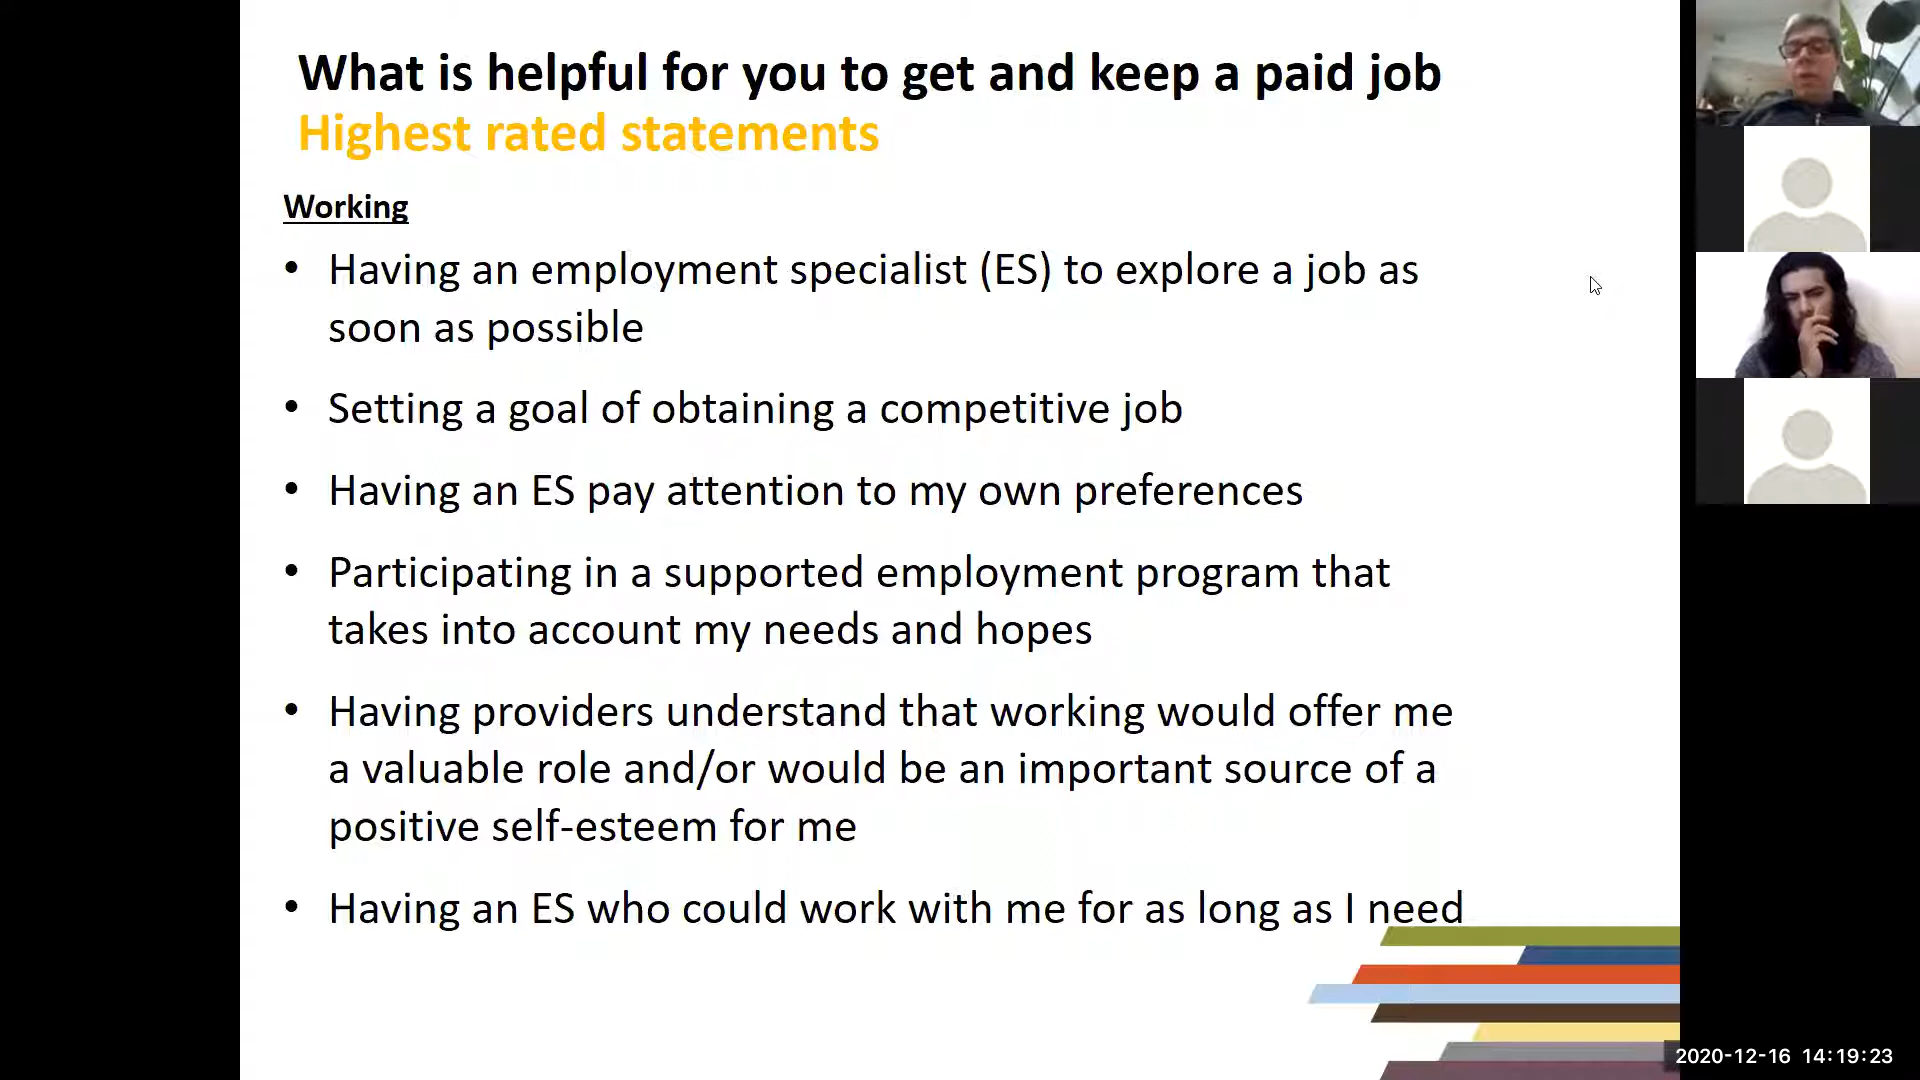 What is helpful for you to get and keep a paid job
Highest rated statements
Working
• Having an employment specialist (ES) to explore a job as
soon as possible
• Setting a goal of obtaining a competitive job
• Having an ES pay attention to my own preferences
• Participating in a supported employment program that
takes into account my needs and hopes
• Having providers understand that working would offer me
a valuable role and/or would be an important source of a
positive self-esteem for me
• Having an ES who could work with me for as long as I need
2020-12-16 14:19:23